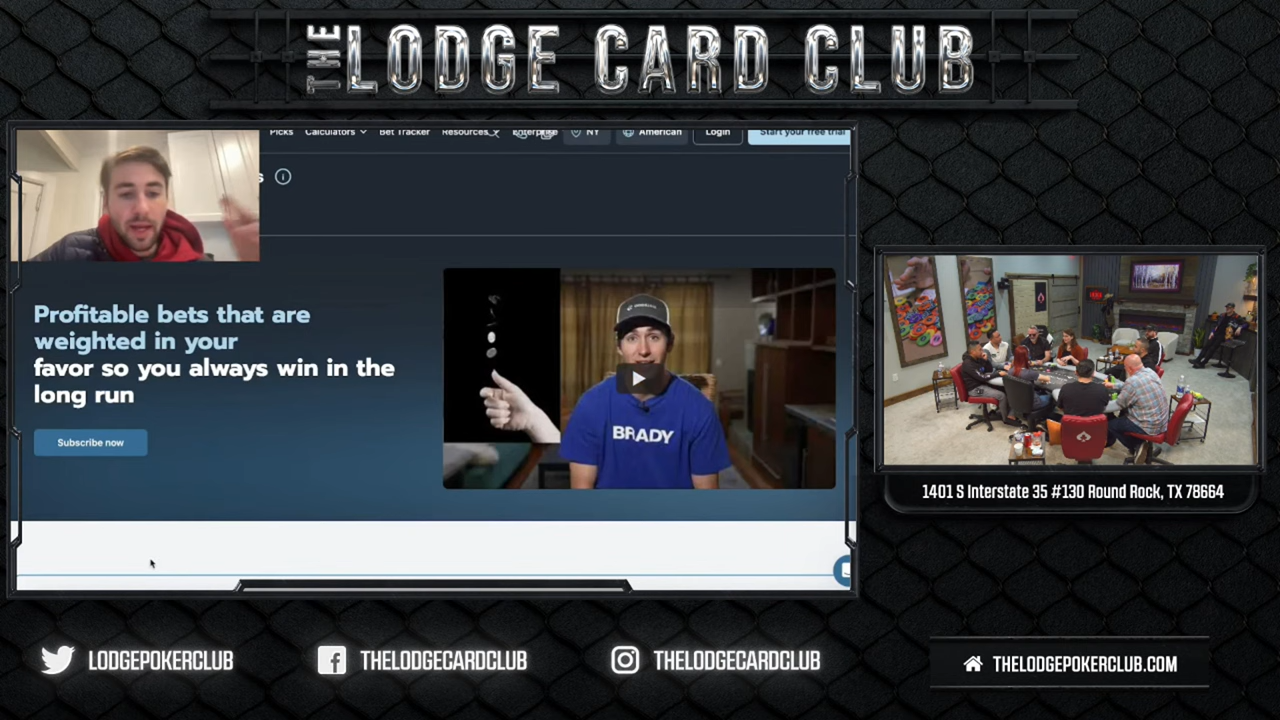 THE LODGE CARD CLUB
Picks Calculators Bet Tracker Resources Enterprise NY American Login Start your free trial
s
Profitable bets that are
weighted in your
favor so you always win in the
long run
Subscribe now
BRADY
1401 S Interstate 35 #130 Round Rock, TX 78664
LODGEPOKERCLUB
THELODGECARDCLUB
THELODGECARDCLUB
THELODGEPOKERCLUB.COM